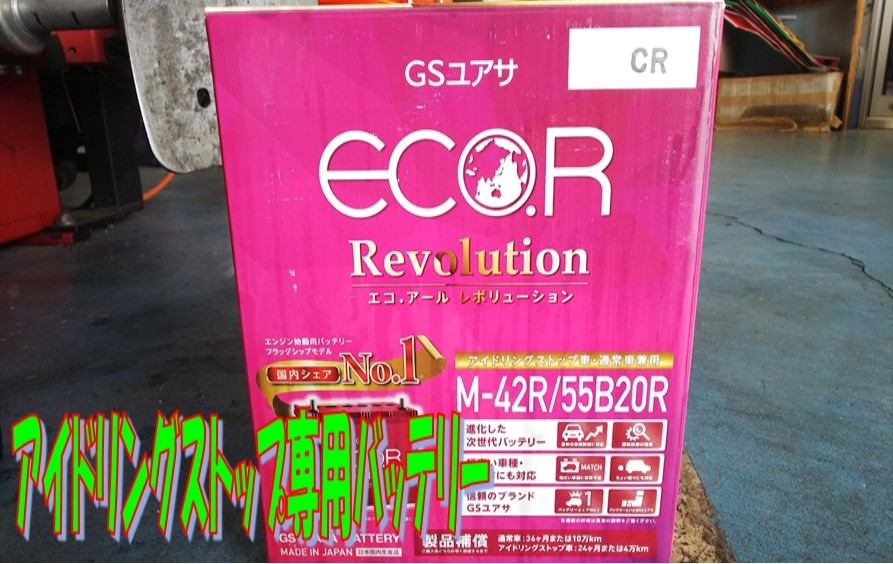 GSユアサ
CR
ECO.R
Revolution
エコ.アール レボリューション
エンジン始動用バッテリー
フラッグシップモデル
国内シェア No.1
アイドリングストップ車・通常車兼用
M-42R/55B20R
進化した
次世代バッテリー
車種・
にも対応
MATCH
信頼のブランド
GSユアサ
1
アイドリングストップ専用バッテリー
BATTERY
MADE IN JAPAN 日本国内生産品
製品補償
通常車:36ヶ月または10万km
アイドリングストップ車:24ヶ月または4万km